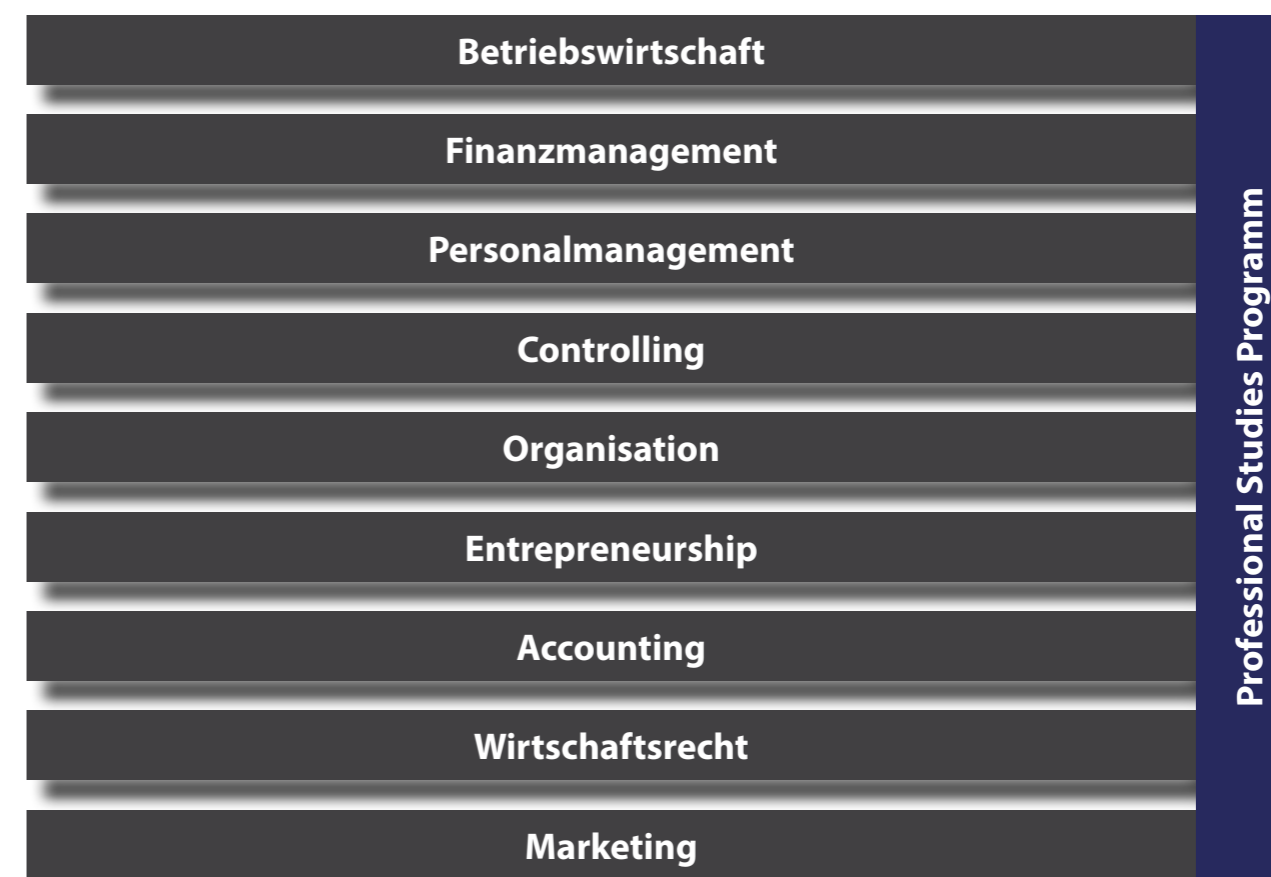 Betriebswirtschaft
Finanzmanagement
Personalmanagement
Controlling
Organisation
Entrepreneurship
Accounting
Wirtschaftsrecht
Marketing
Professional Studies Programm